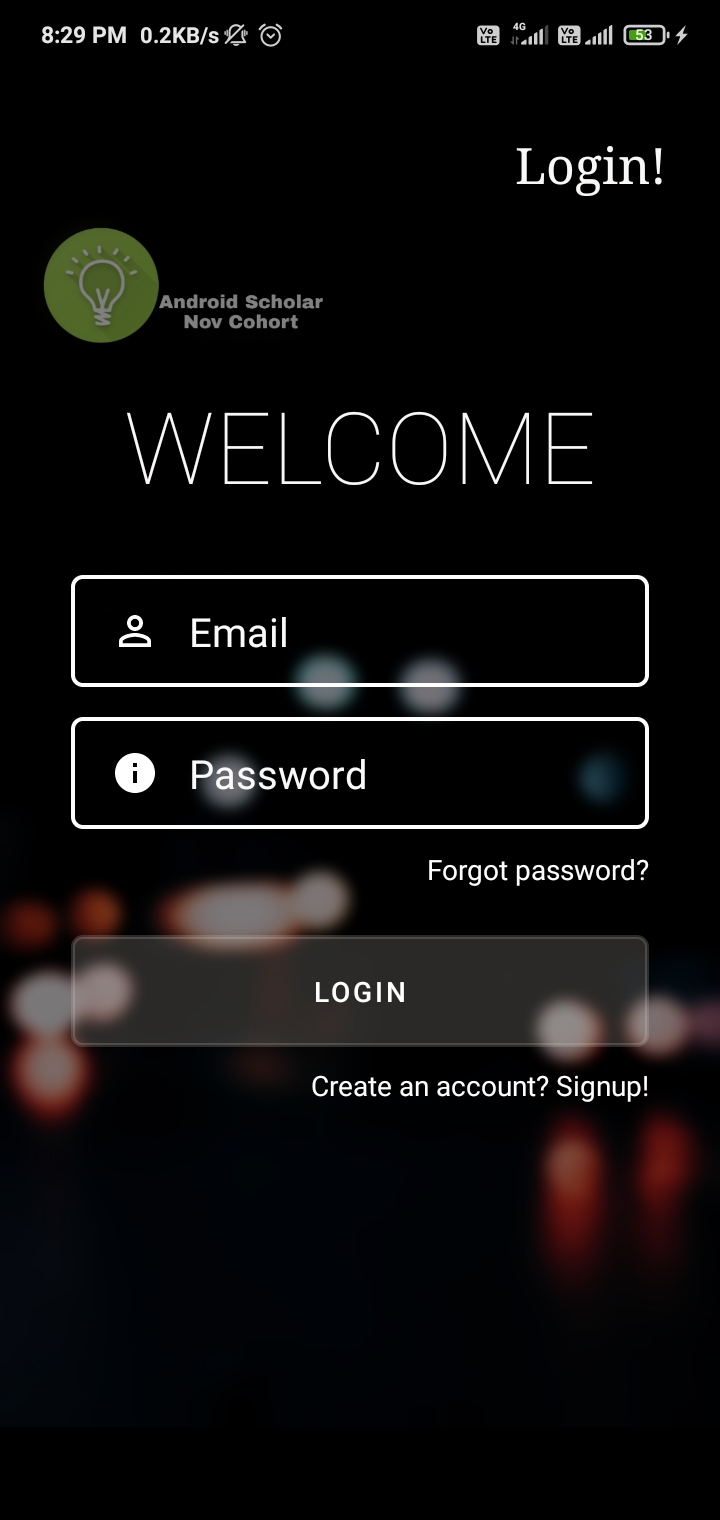 8:29 PM 0.2KB/s Vo LTE 4G Vo LTE 53
Login!
Android Scholar
Nov Cohort
WELCOME
Email
Password
Forgot password?
LOGIN
Create an account? Signup!